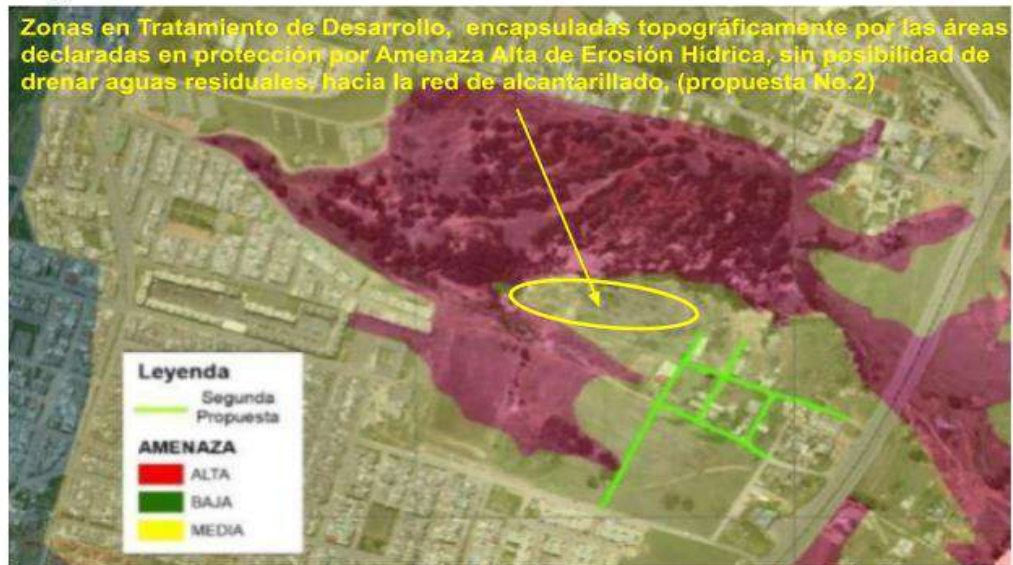 Zonas en Tratamiento de Desarrollo, encapsuladas topográficamente por las áreas
declaradas en protección por Amenaza Alta de Erosión Hídrica, sin posibilidad de
drenar aguas residuales, hacia la red de alcantarillado, (propuesta No.2)
Leyenda
Segunda
Propuesta
AMENAZA
ALTA
BAJA
MEDIA